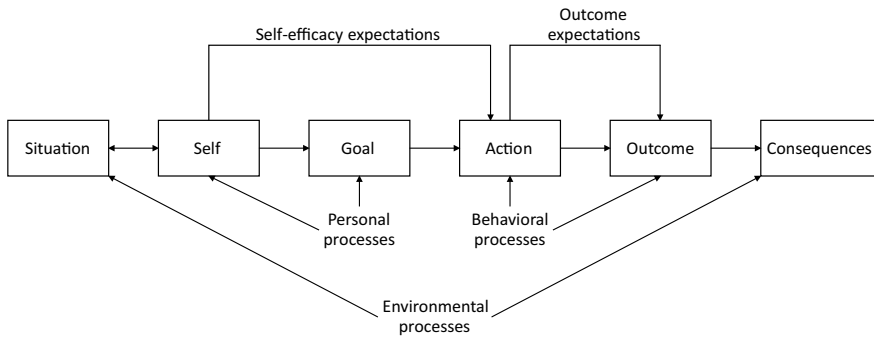 Outcome
expectations
Self-efficacy expectations
Situation
Self
Goal
Action
Outcome
Consequences
Personal
processes
Behavioral
processes
Environmental
processes